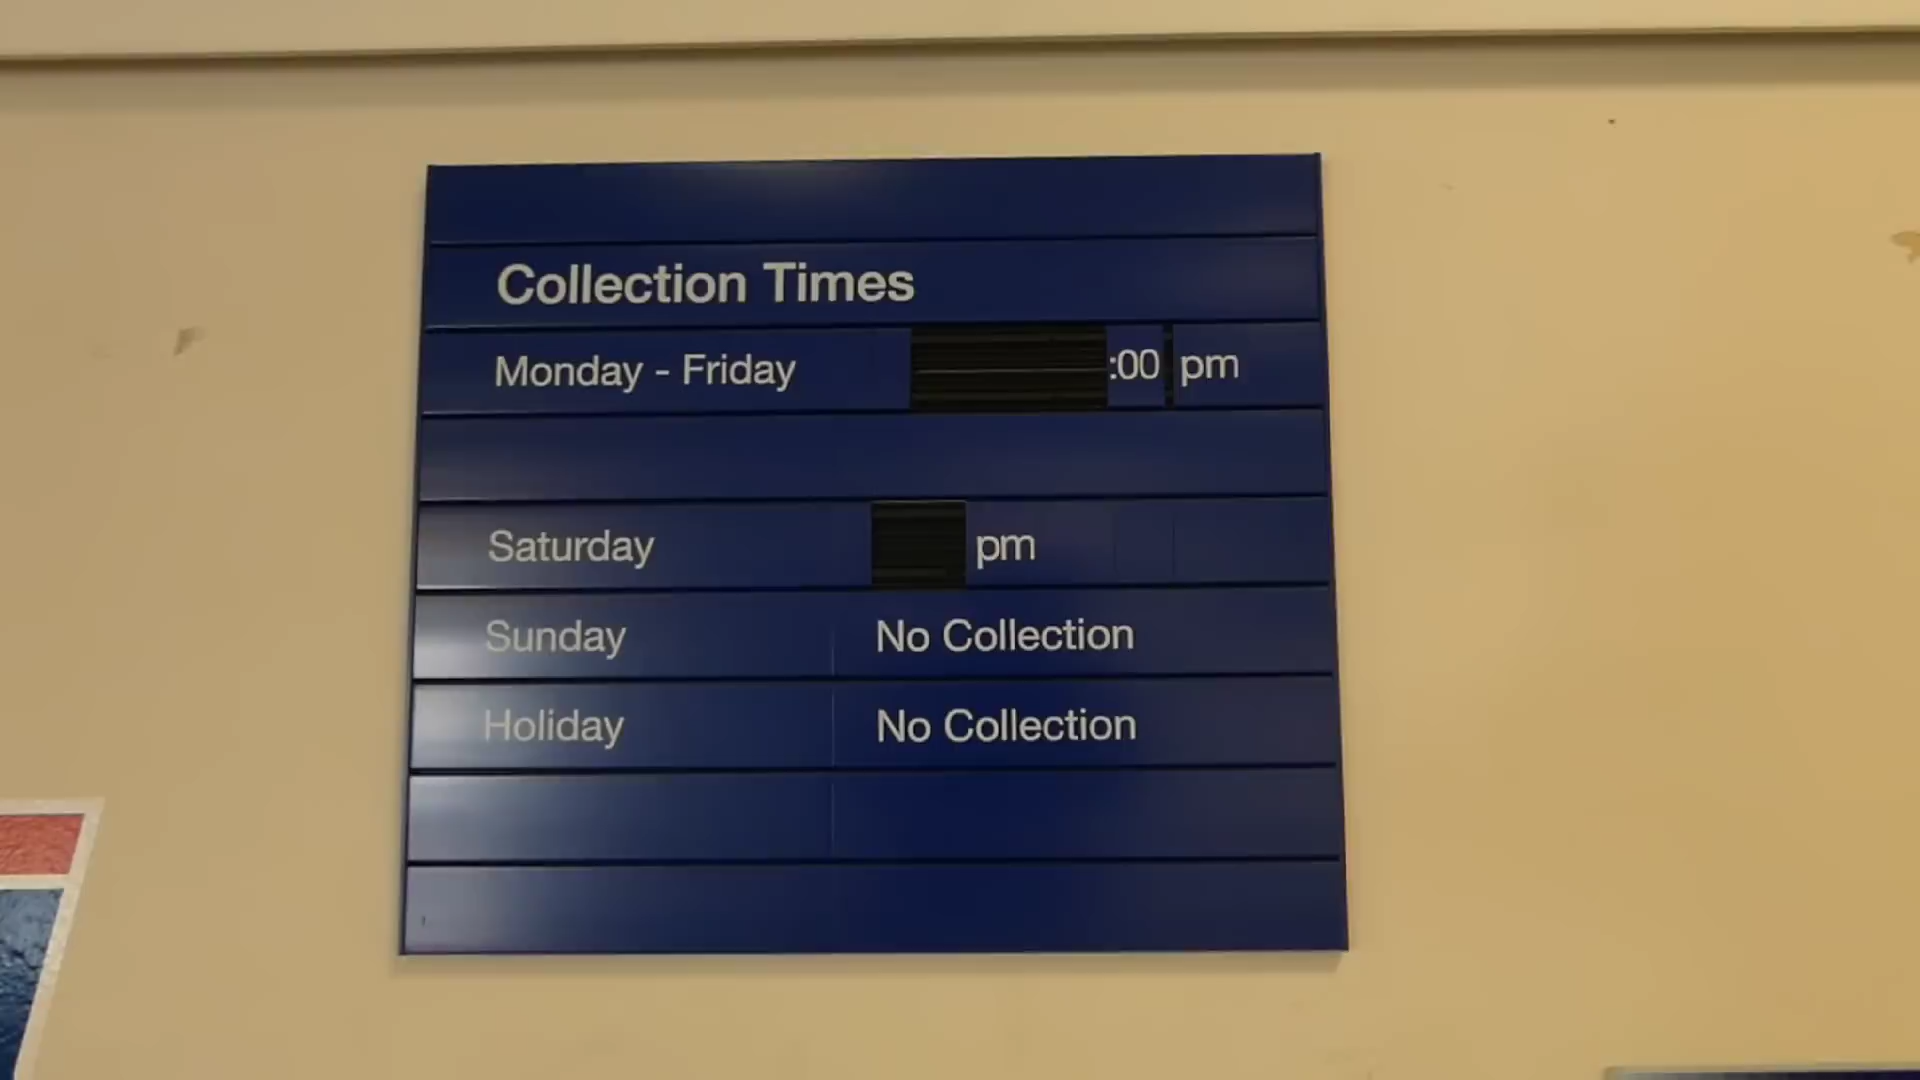 Collection Times
Monday - Friday :00 pm
Saturday pm
Sunday No Collection
Holiday No Collection